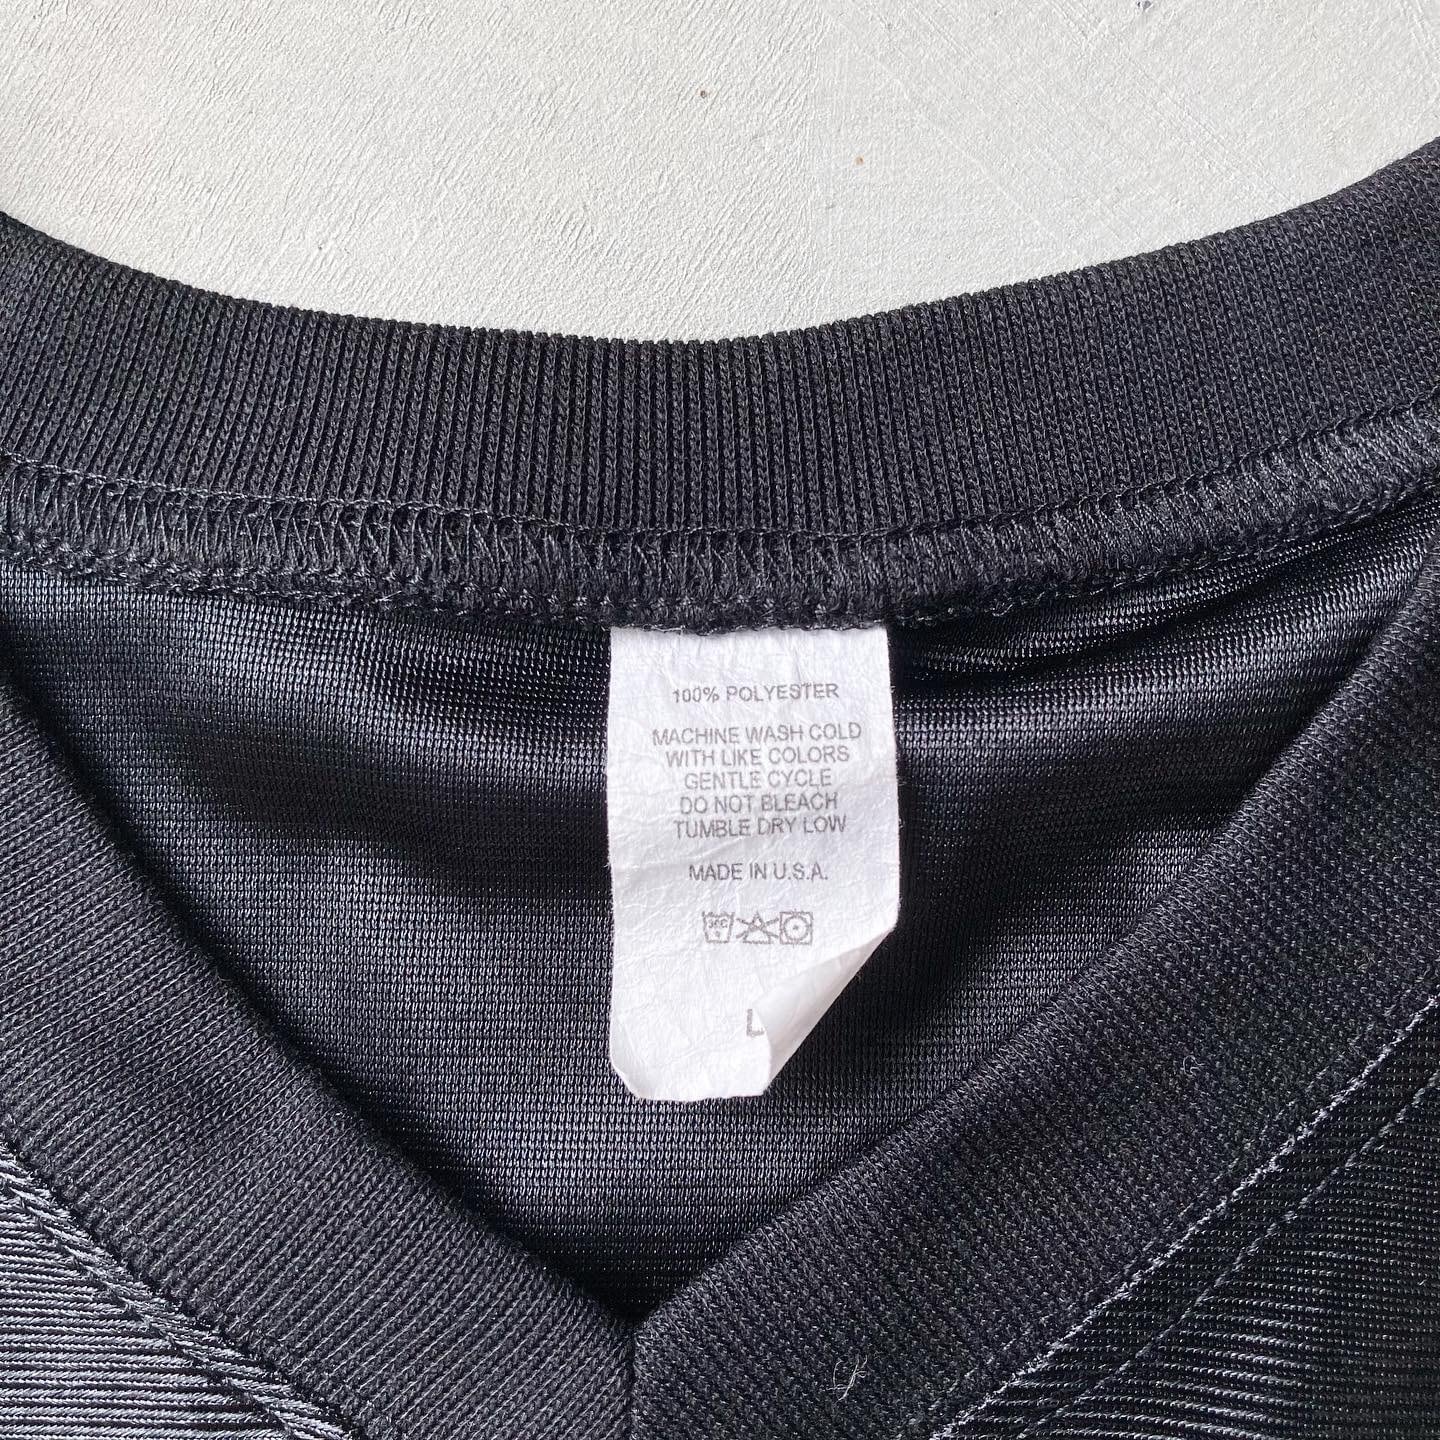 100% POLYESTER
MACHINE WASH COLD
WITH LIKE COLORS
GENTLE CYCLE
DO NOT BLEACH
TUMBLE DRY LOW
MADE IN U.S.A.
L